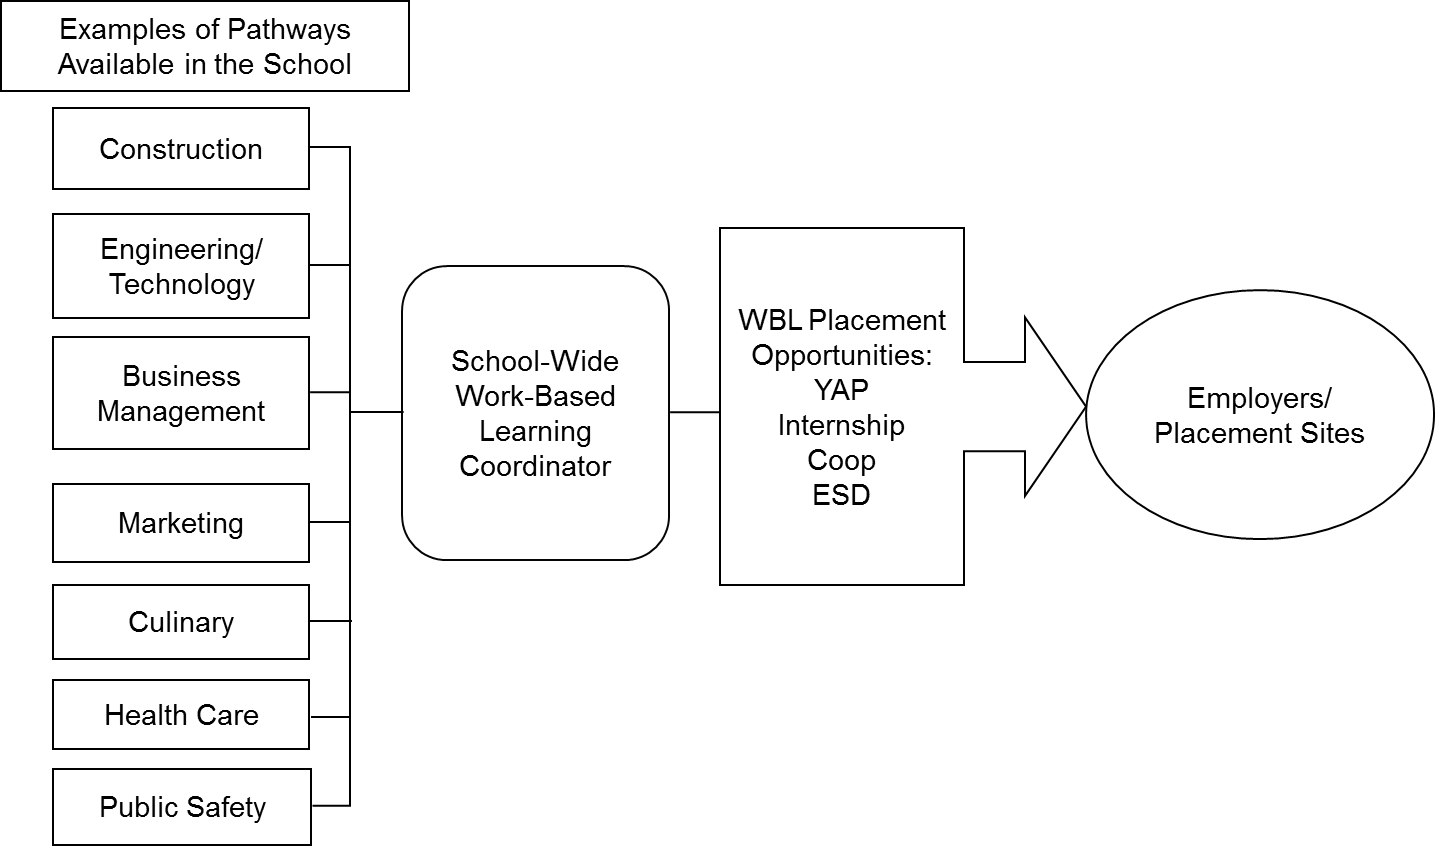 Examples of Pathways
Available in the School
Construction
Engineering/
Technology
Business
Management
Marketing
Culinary
Health Care
Public Safety
School-Wide
Work-Based
Learning
Coordinator
WBL Placement
Opportunities:
YAP
Internship
Coop
ESD
Employers/
Placement Sites